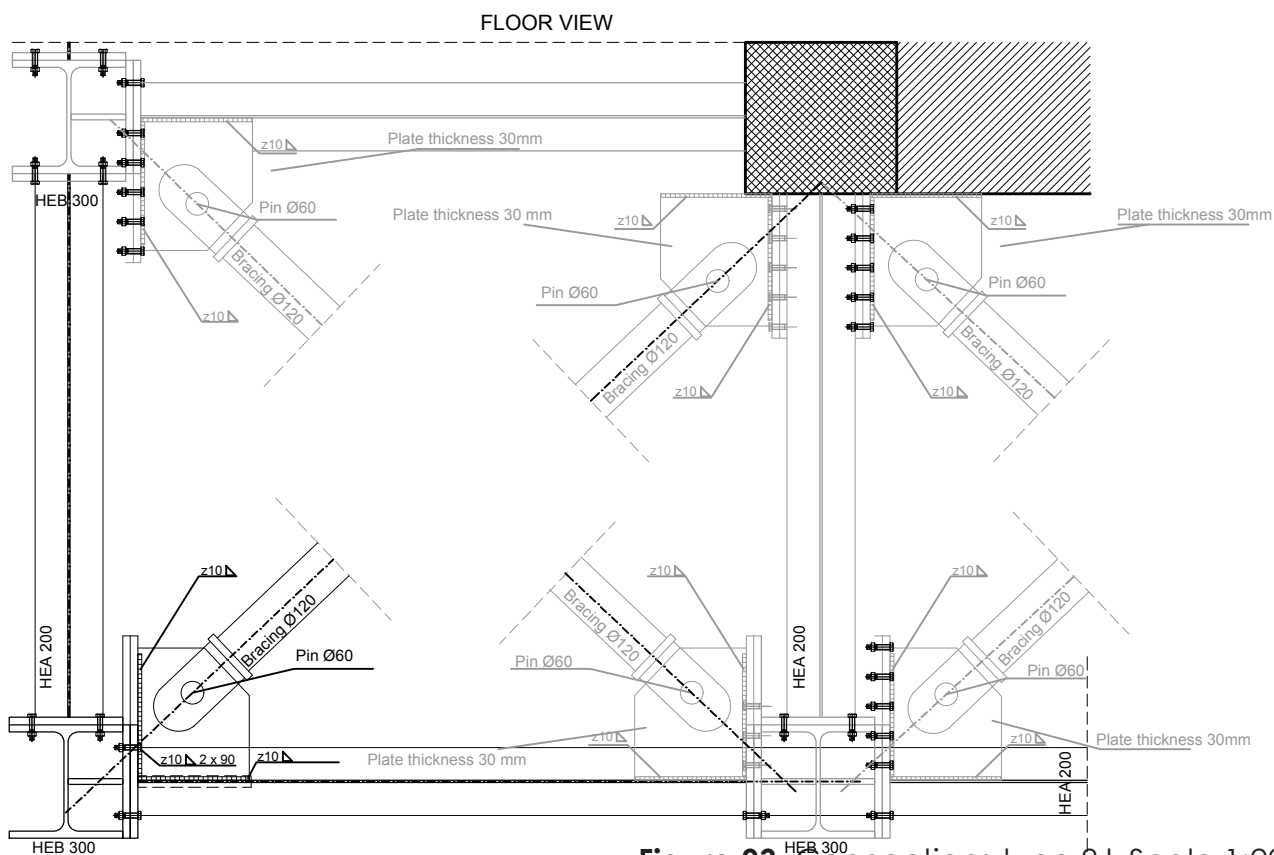 FLOOR VIEW
z10
Plate thickness 30mm
HEB 300
Pin Ø60
Bracing Ø120
z10
Plate thickness 30 mm
z10
z10
Plate thickness 30mm
Pin Ø60
Pin Ø60
Bracing Ø120
Bracing Ø120
z10
z10
z10
z10
z10
Bracing Ø120
Bracing Ø120
Bracing Ø120
HEA 200
HEA 200
Pin Ø60
Pin Ø60
Pin Ø60
z10 2 x 90
z10
Plate thickness 30 mm
z10
z10
Plate thickness 30mm
HEA 200
HEB 300
HEB 300